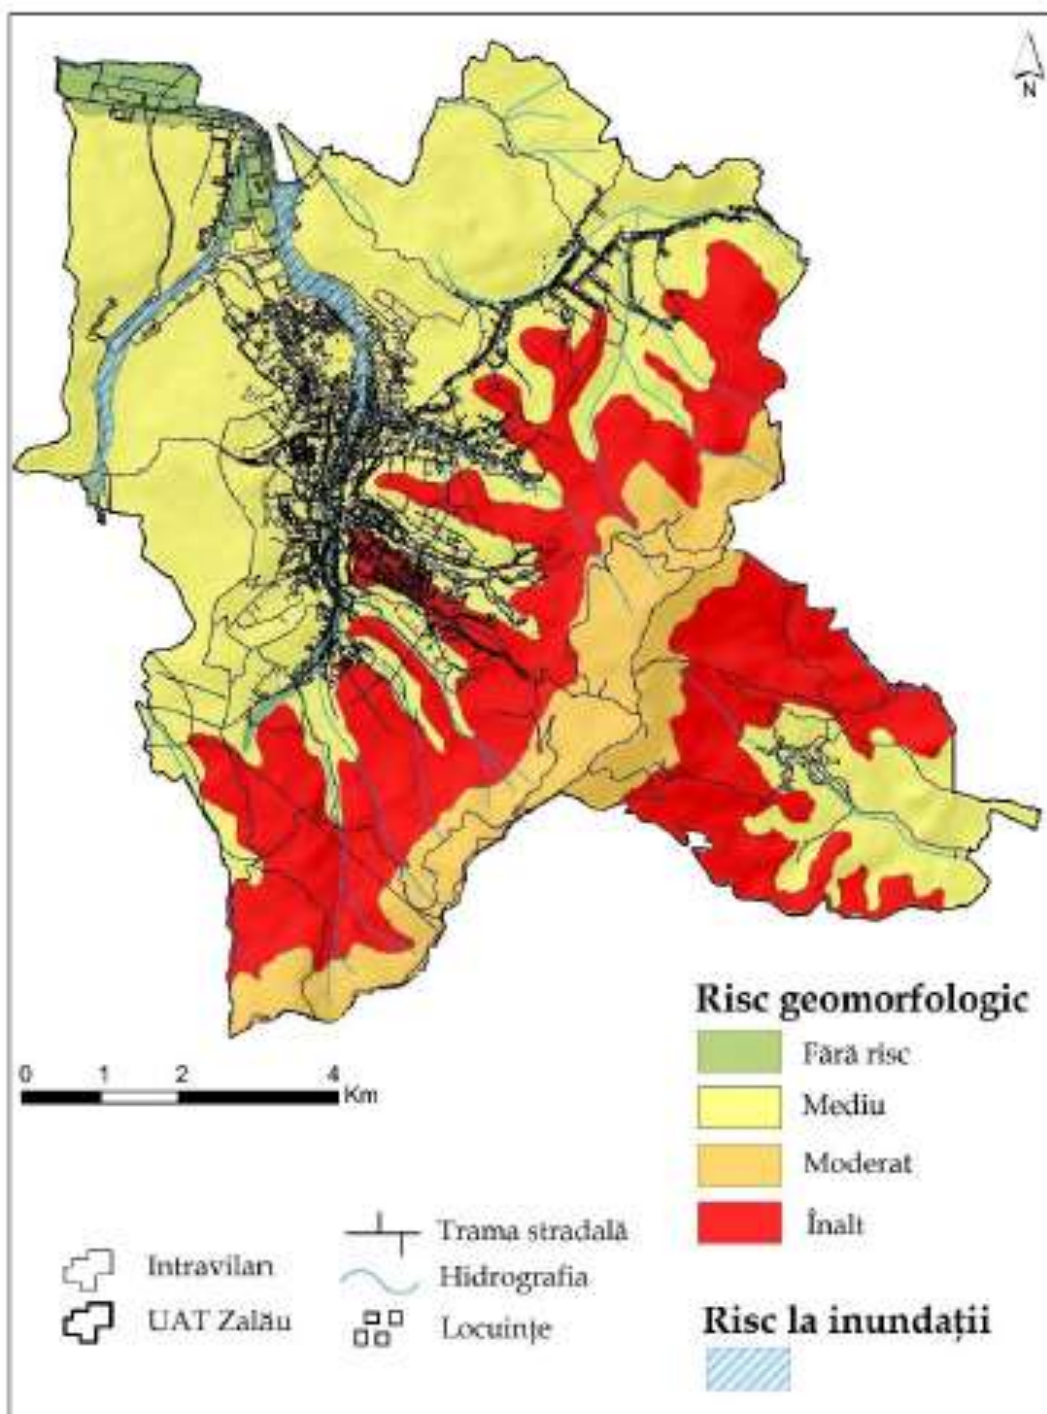 N
0 1 2 4
Km
Risc geomorfologic
Fără risc
Mediu
Moderat
Înalt
Trama stradală
Intravilan
Hidrografia
UAT Zalău
Locuințe
Risc la inundații